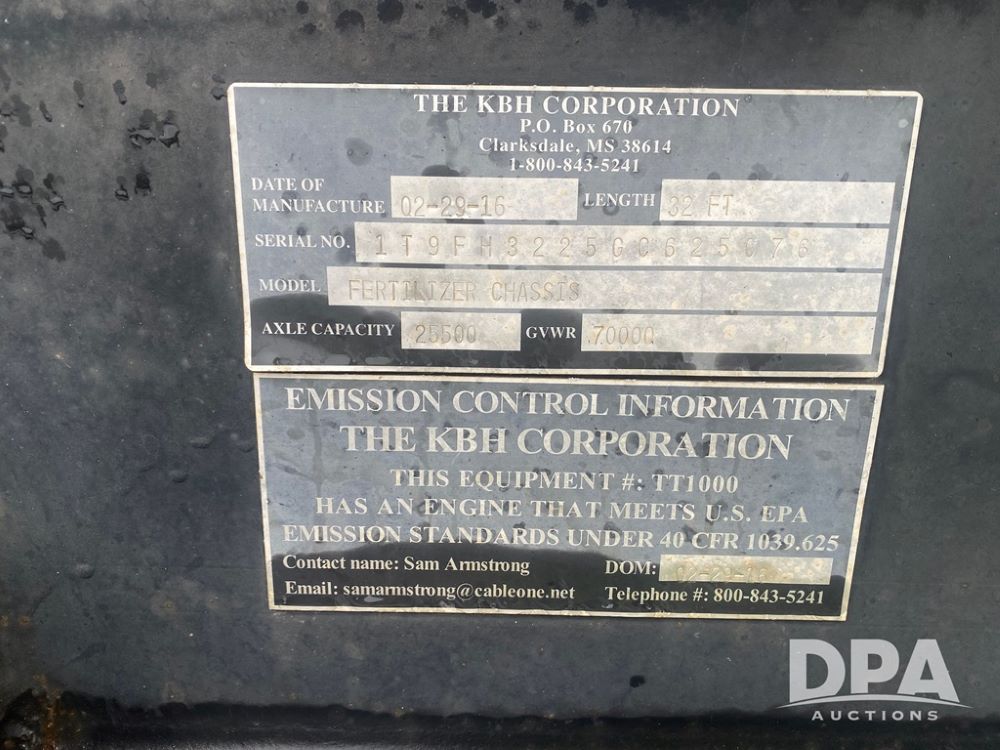 THE KBH CORPORATION
P.O. Box 670
Clarksdale, MS 38614
1-800-843-5241
DATE OF MANUFACTURE 02-29-16 LENGTH 32 FT
SERIAL NO. 1T9FH3225GC625076
MODEL FERTILIZER CHASSIS
AXLE CAPACITY 25500 GVWR 70000
EMISSION CONTROL INFORMATION
THE KBH CORPORATION
THIS EQUIPMENT #: TT1000
HAS AN ENGINE THAT MEETS U.S. EPA
EMISSION STANDARDS UNDER 40 CFR 1039.625
Contact name: Sam Armstrong DOM: 02-29-16
Email: samarmstrong@cableone.net Telephone #: 800-843-5241
DPA
AUCTIONS